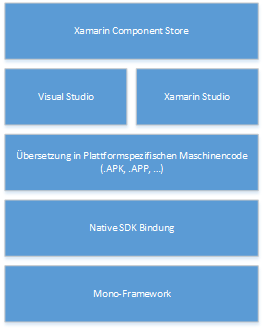 Xamarin Component Store
Visual Studio
Xamarin Studio
Übersetzung in Plattformspezifischen Maschinencode
(.APK, .APP, ...)
Native SDK Bindung
Mono-Framework